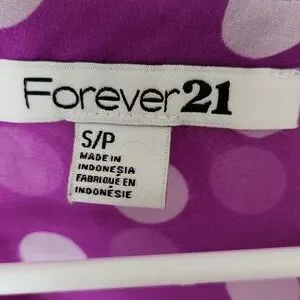 Forever21
S/P
MADE IN
INDONESIA
FABRIQUÉ EN
INDONÉSIE